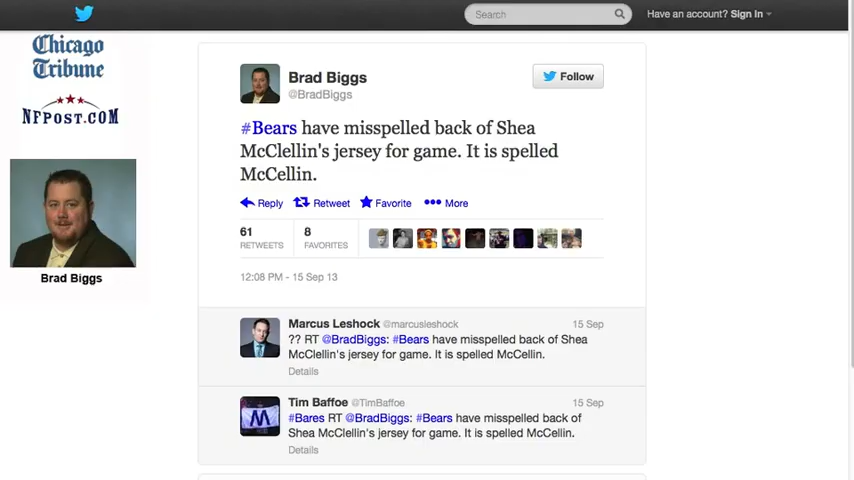 Search
Have an account? Sign In
Chicago
Tribune
NFPOST.COM
Brad Biggs
Brad Biggs
@BradBiggs
Follow
#Bears have misspelled back of Shea
McClellin's jersey for game. It is spelled
McCellin.
Reply Retweet Favorite More
61 8
RETWEETS FAVORITES
12:08 PM - 15 Sep 13
Marcus Leshock @marcusleshock 15 Sep
?? RT @BradBiggs: #Bears have misspelled back of Shea
McClellin's jersey for game. It is spelled McCellin.
Details
Tim Baffoe @TimBaffoe 15 Sep
#Bares RT @BradBiggs: #Bears have misspelled back of
Shea McClellin's jersey for game. It is spelled McCellin.
Details